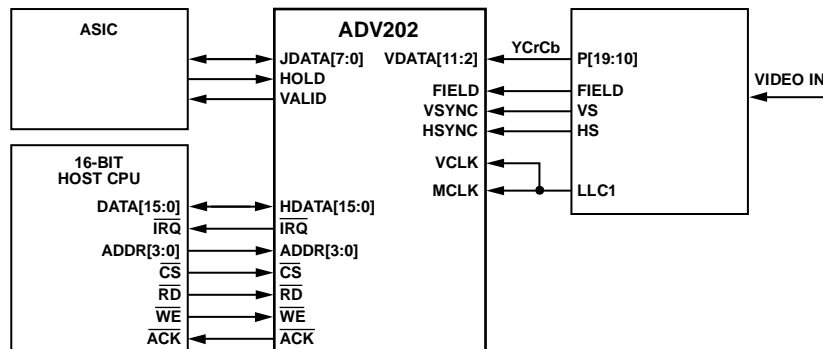 ASIC
ADV202
JDATA[7:0]
HOLD
VALID
VDATA[11:2]
FIELD
VSYNC
HSYNC
VCLK
MCLK
YCrCb
P[19:10]
FIELD
VS
HS
LLC1
VIDEO IN
16-BIT
HOST CPU
DATA[15:0]
IRQ
ADDR[3:0]
CS
RD
WE
ACK
HDATA[15:0]
IRQ
ADDR[3:0]
CS
RD
WE
ACK